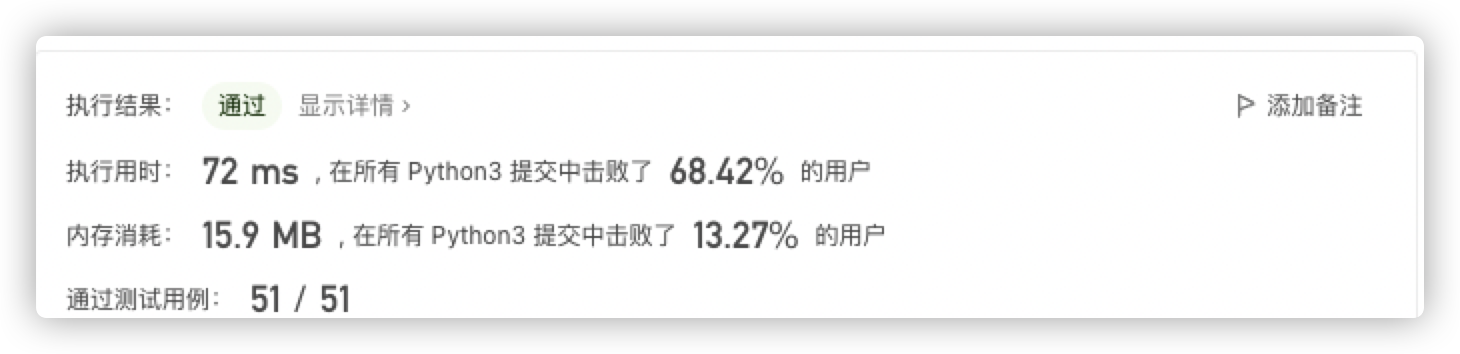 执行结果： 通过 显示详情 › 添加备注
执行用时： 72 ms , 在所有 Python3 提交中击败了 68.42% 的用户
内存消耗： 15.9 MB , 在所有 Python3 提交中击败了 13.27% 的用户
通过测试用例： 51 / 51